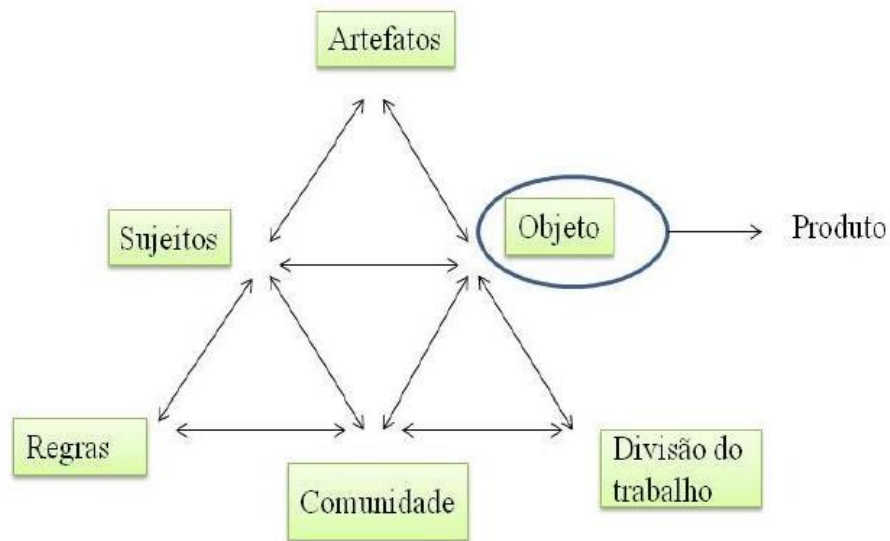 Artefatos
Sujeitos
Objeto
Produto
Regras
Comunidade
Divisão do
trabalho